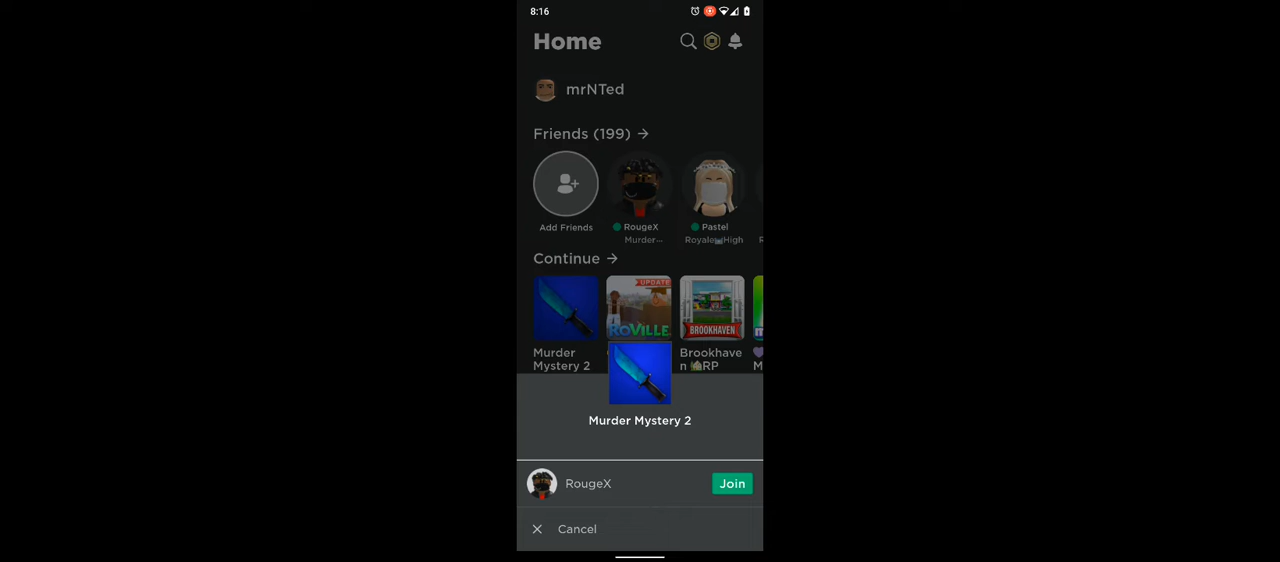 8:16
Home
mrNTed
Friends (199)
Add Friends
RougeX
Murder...
Pastel
Royale High
Continue
UPDATE
ROVILLE
BROOKHAVEN
Murder
Mystery 2
Brookhave
n RP
M
Murder Mystery 2
RougeX
Join
Cancel